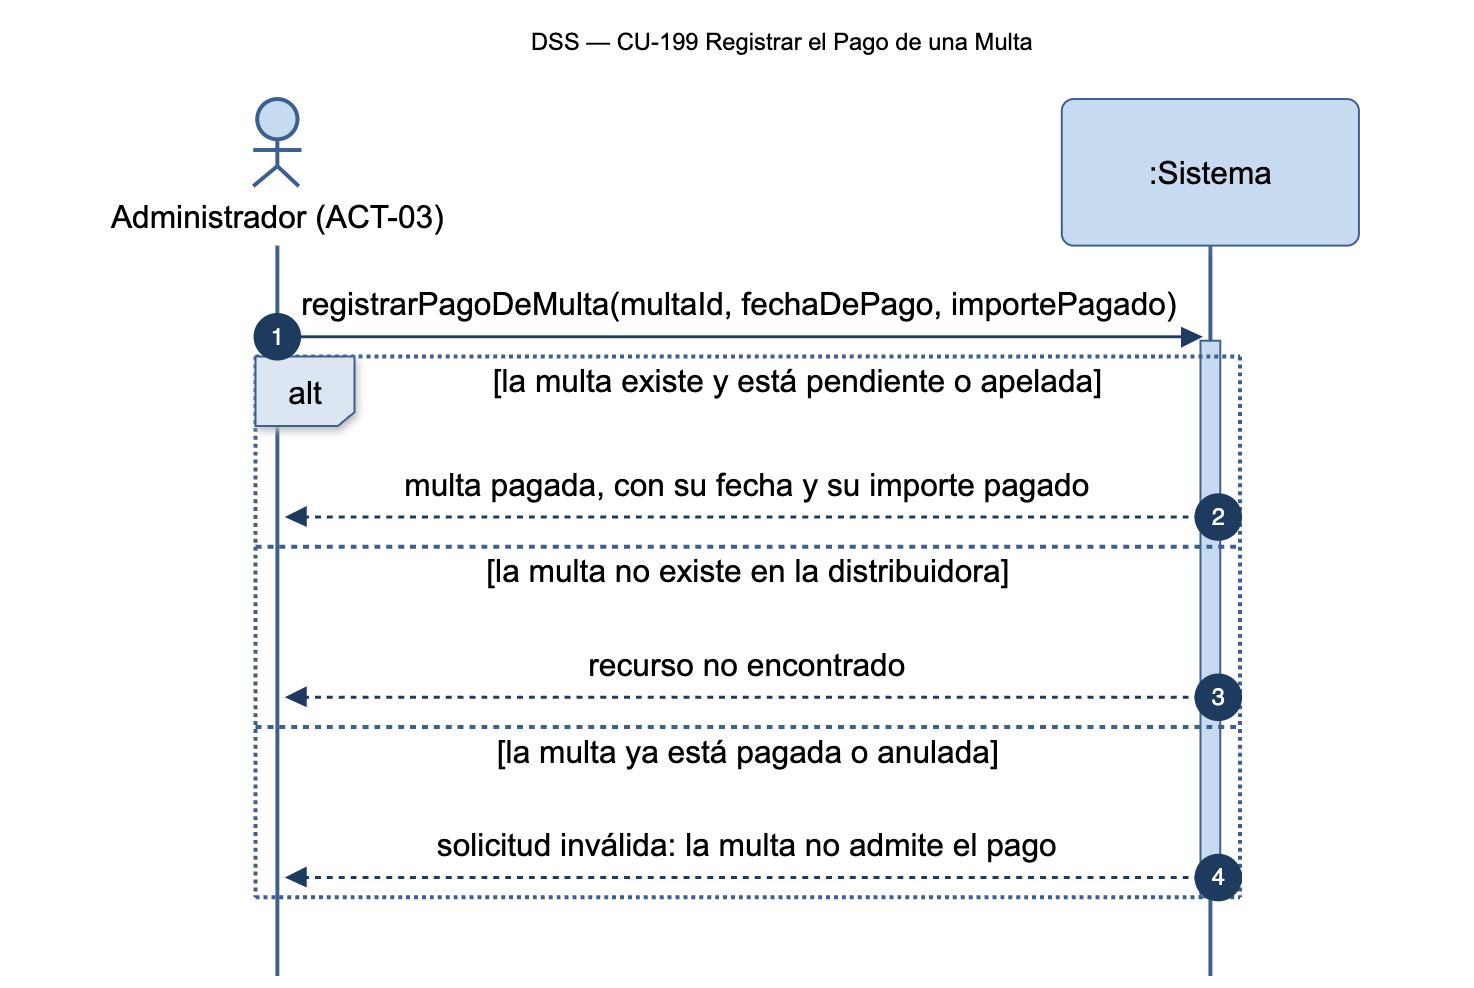 DSS — CU-199 Registrar el Pago de una Multa
Administrador (ACT-03)
:Sistema
registrarPagoDeMulta(multaId, fechaDePago, importePagado)
1
alt
[la multa existe y está pendiente o apelada]
multa pagada, con su fecha y su importe pagado
2
[la multa no existe en la distribuidora]
recurso no encontrado
3
[la multa ya está pagada o anulada]
solicitud inválida: la multa no admite el pago
4